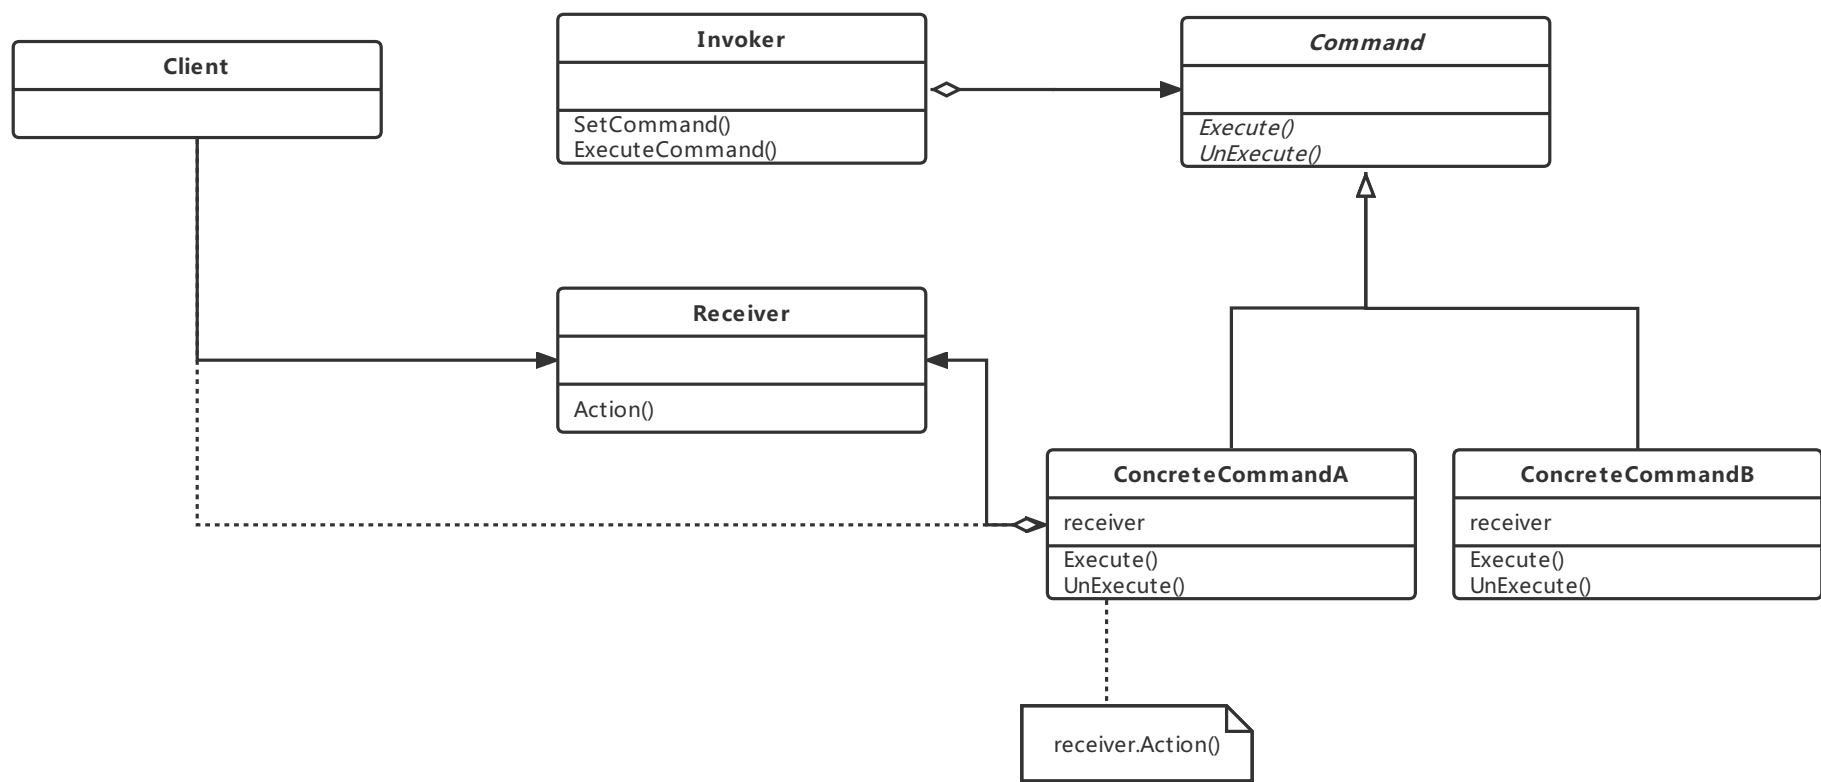 Client
Invoker
SetCommand()
ExecuteCommand()
Command
Execute()
UnExecute()
Receiver
Action()
ConcreteCommandA
receiver
Execute()
UnExecute()
ConcreteCommandB
receiver
Execute()
UnExecute()
receiver.Action()